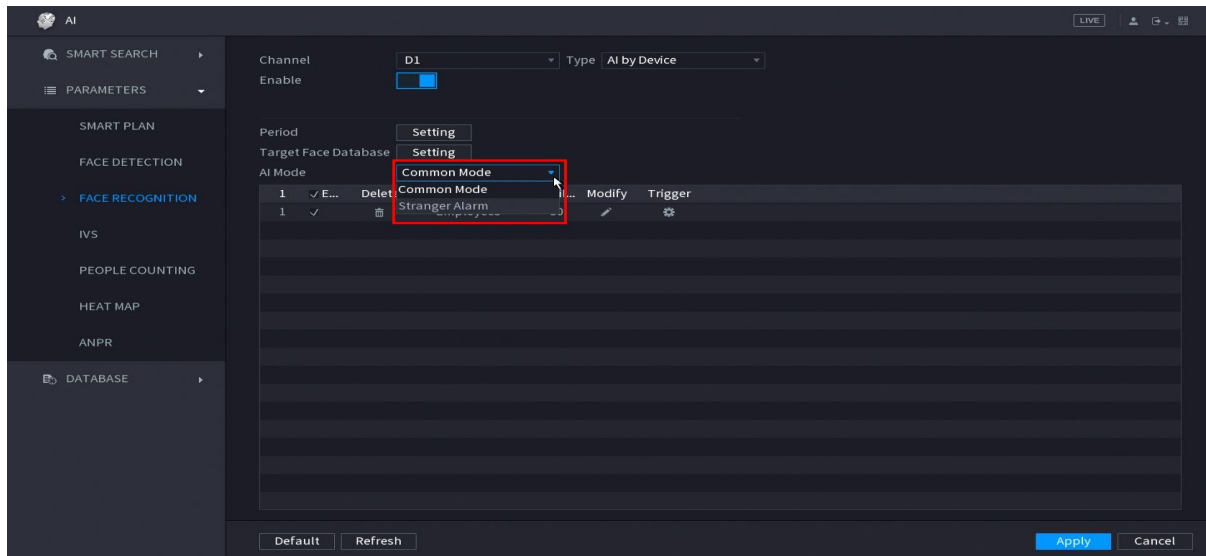 AI
LIVE
SMART SEARCH
PARAMETERS
SMART PLAN
FACE DETECTION
FACE RECOGNITION
IVS
PEOPLE COUNTING
HEAT MAP
ANPR
DATABASE
Channel D1 Type AI by Device
Enable
Period Setting
Target Face Database Setting
AI Mode Common Mode
Common Mode
Stranger Alarm
1 E... Modify Trigger
1
Default Refresh Apply Cancel